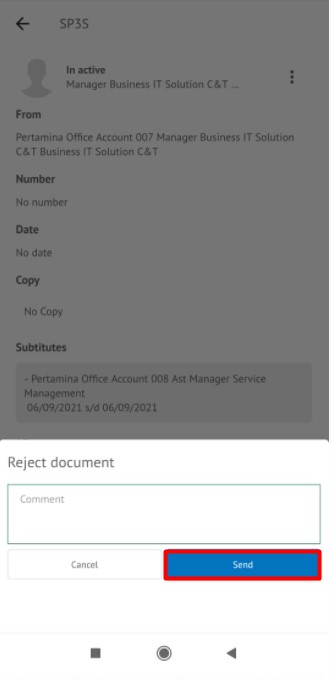 SP3S
In active
Manager Business IT Solution C&T ...
From
Pertamina Office Account 007 Manager Business IT Solution
C&T Business IT Solution C&T
Number
No number
Date
No date
Copy
No Copy
Subtitutes
- Pertamina Office Account 008 Ast Manager Service
Management
06/09/2021 s/d 06/09/2021
Reject document
Comment
Cancel
Send